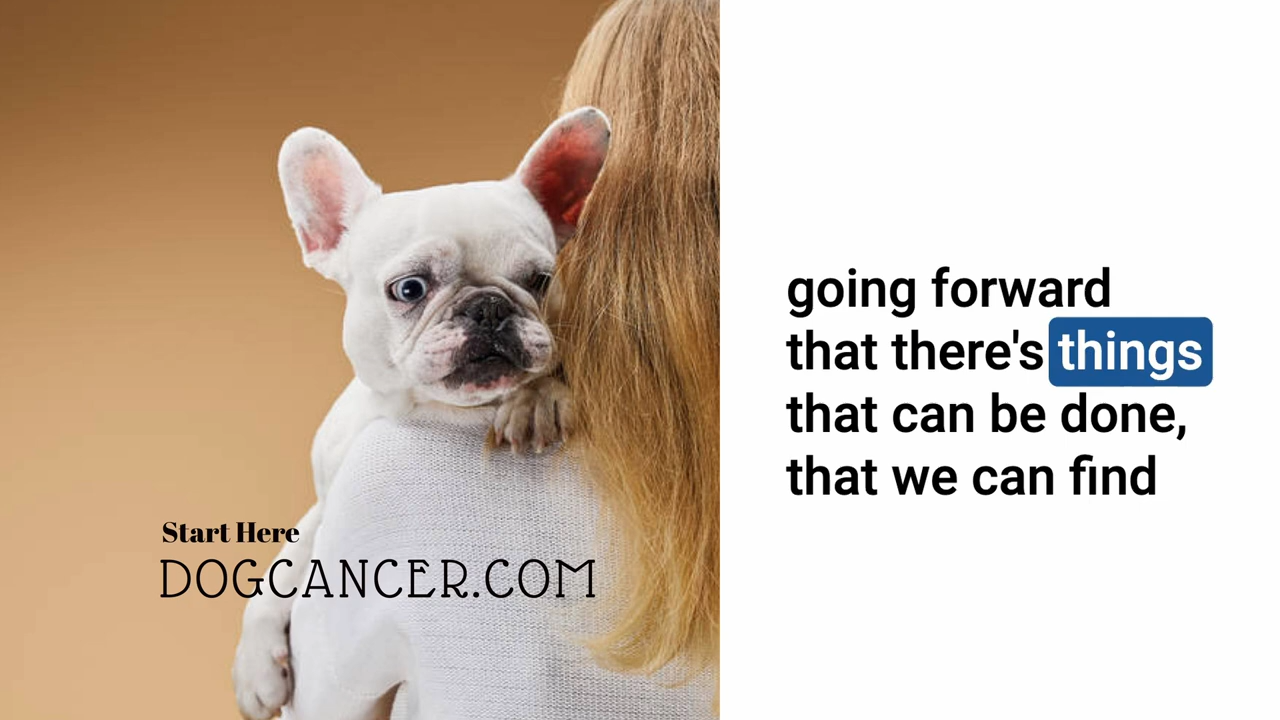 Start Here
DOGCANCER.COM
going forward
that there's things
that can be done,
that we can find